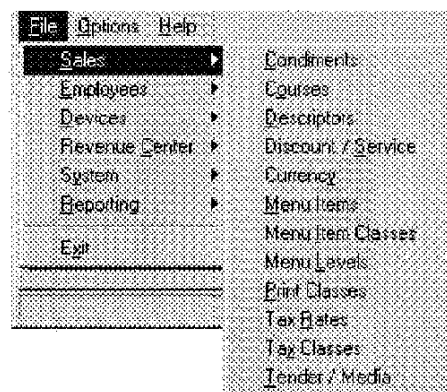 File Options Help
Sales
Employees
Devices
Revenue Center
System
Reporting
Exit
Condiments
Courses
Descriptors
Discount / Service
Currency
Menu Items
Menu Item Classes
Menu Levels
Print Classes
Tax Rates
Tax Classes
Tender / Media